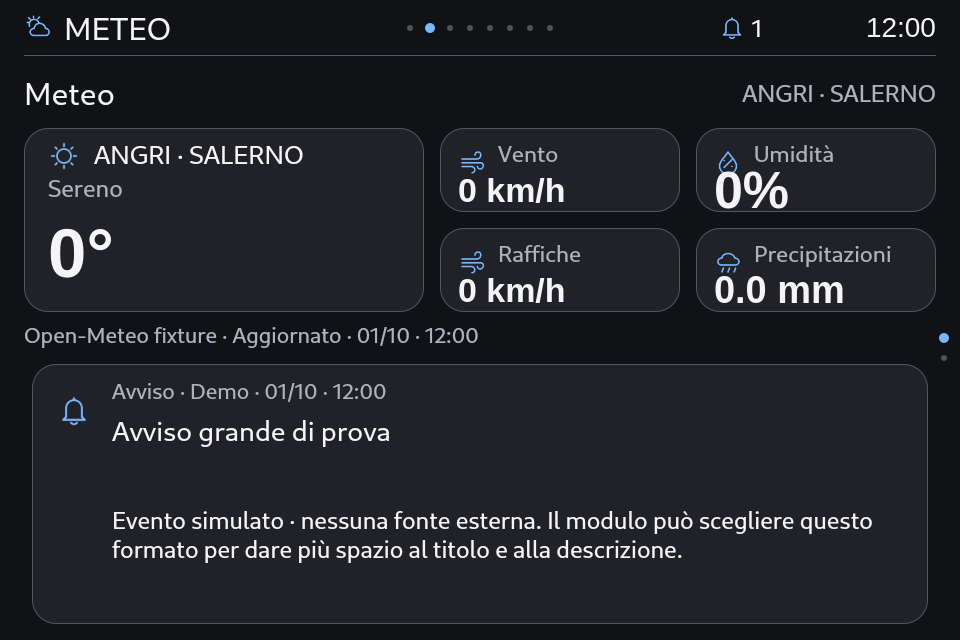 METEO
1
12:00
Meteo
ANGRI · SALERNO
ANGRI · SALERNO
Sereno
0°
Vento
0 km/h
Umidità
0%
Raffiche
0 km/h
Precipitazioni
0.0 mm
Open-Meteo fixture · Aggiornato · 01/10 · 12:00
Avviso · Demo · 01/10 · 12:00
Avviso grande di prova
Evento simulato · nessuna fonte esterna. Il modulo può scegliere questo
formato per dare più spazio al titolo e alla descrizione.